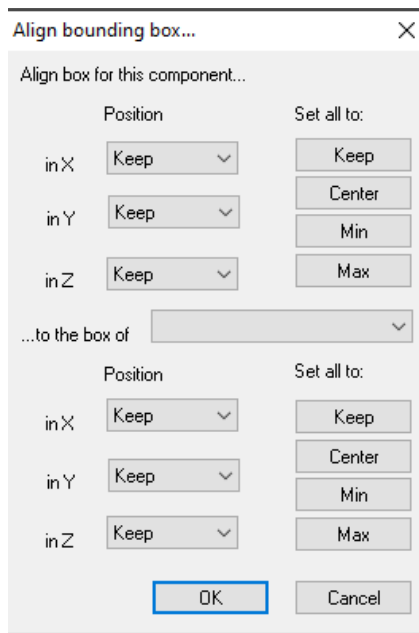 Align bounding box...
Align box for this component...
Position Set all to:
in X Keep Keep
Center
in Y Keep
Min
in Z Keep Max
...to the box of
Position Set all to:
in X Keep Keep
Center
in Y Keep
Min
in Z Keep Max
OK Cancel